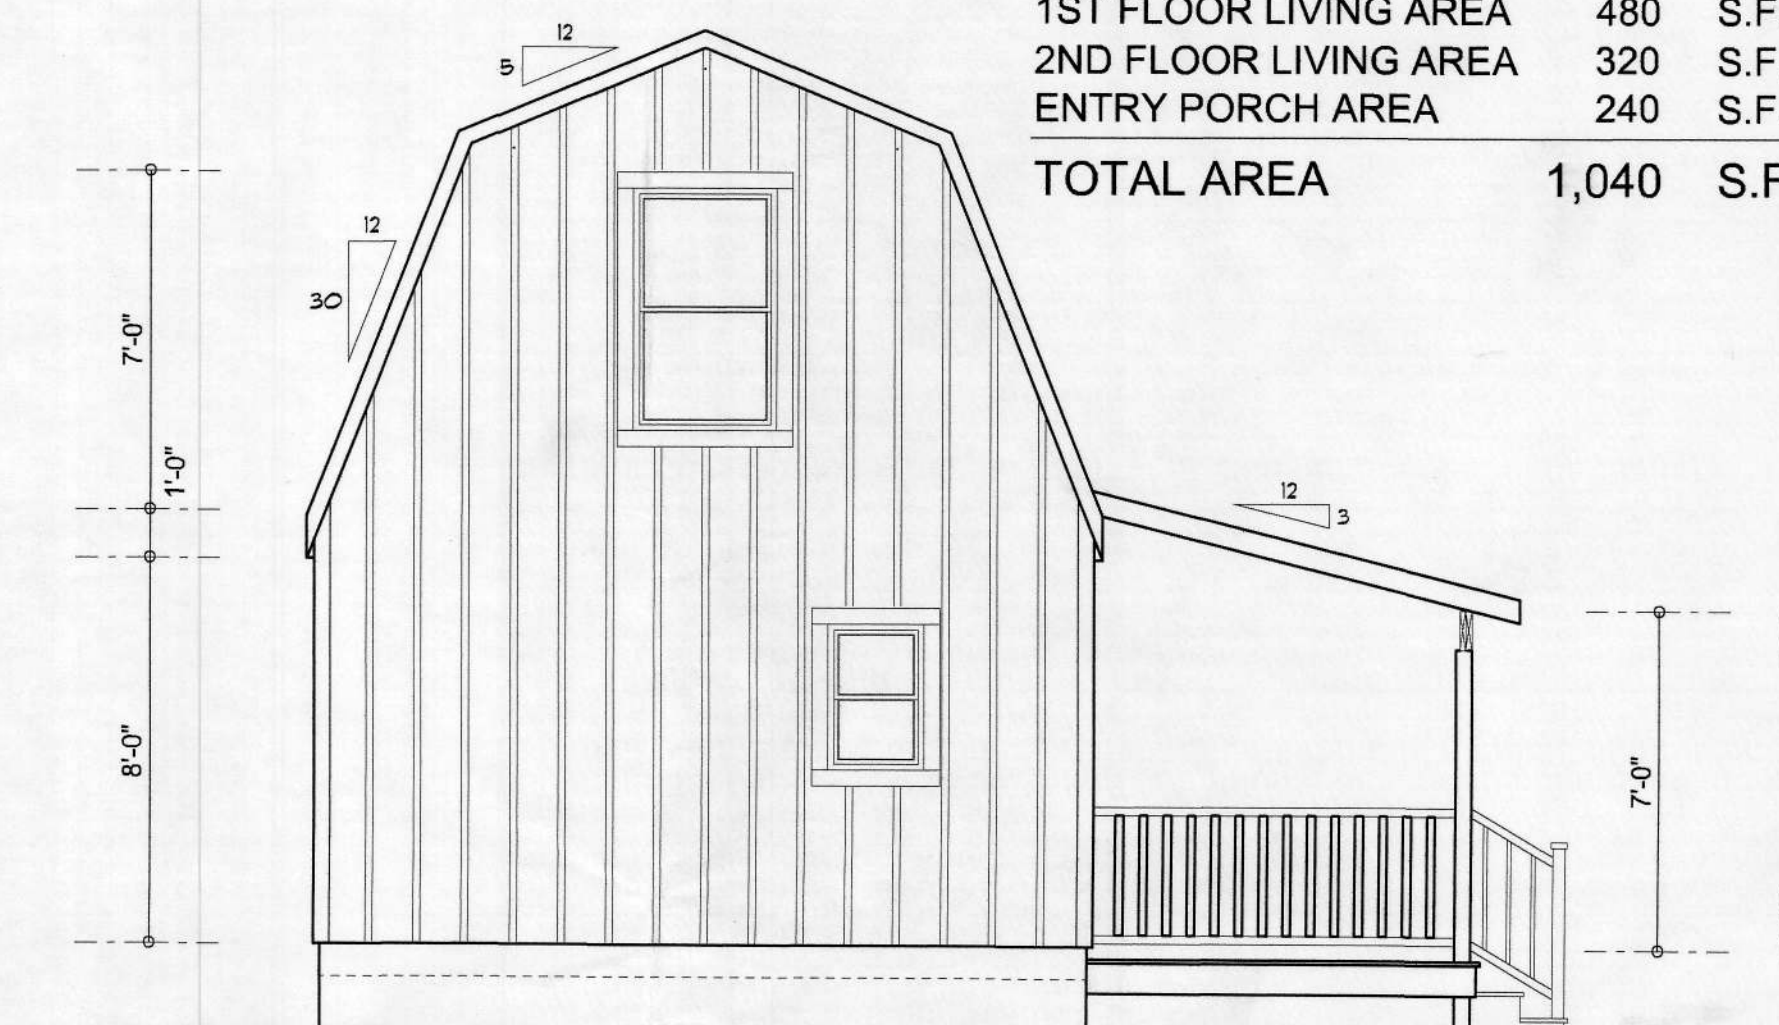 1ST FLOOR LIVING AREA 480 S.F
2ND FLOOR LIVING AREA 320 S.F
ENTRY PORCH AREA 240 S.F
TOTAL AREA 1,040 S.F
12
5
12
30
7'-0"
1'-0"
12
3
8'-0"
7'-0"